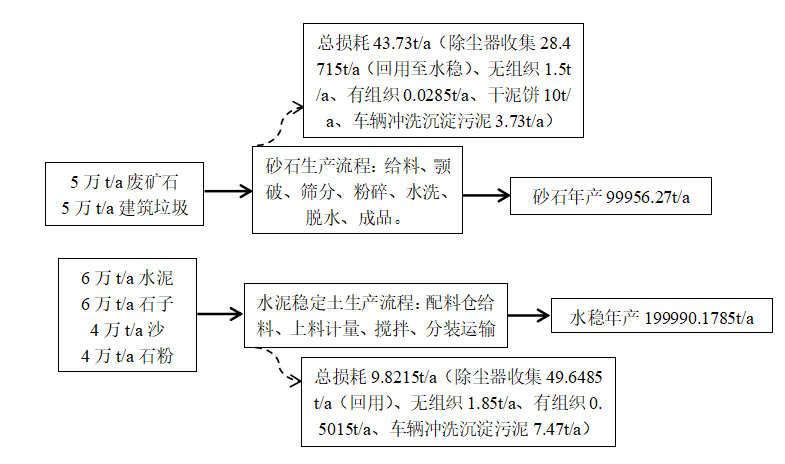 总损耗 43.73t/a（除尘器收集 28.4
715t/a（回用至水稳）、无组织 1.5t
/a、有组织 0.0285t/a、干泥饼 10t/
a、车辆冲洗沉淀污泥 3.73t/a）
5 万 t/a 废矿石
5 万 t/a 建筑垃圾
砂石生产流程：给料、颚
破、筛分、粉碎、水洗、
脱水、成品。
砂石年产 99956.27t/a
6 万 t/a 水泥
6 万 t/a 石子
4 万 t/a 沙
4 万 t/a 石粉
水泥稳定土生产流程：配料仓给
料、上料计量、搅拌、分装运输
水稳年产 199990.1785t/a
总损耗 9.8215t/a（除尘器收集 49.6485
t/a（回用）、无组织 1.85t/a、有组织 0.
5015t/a、车辆冲洗沉淀污泥 7.47t/a）